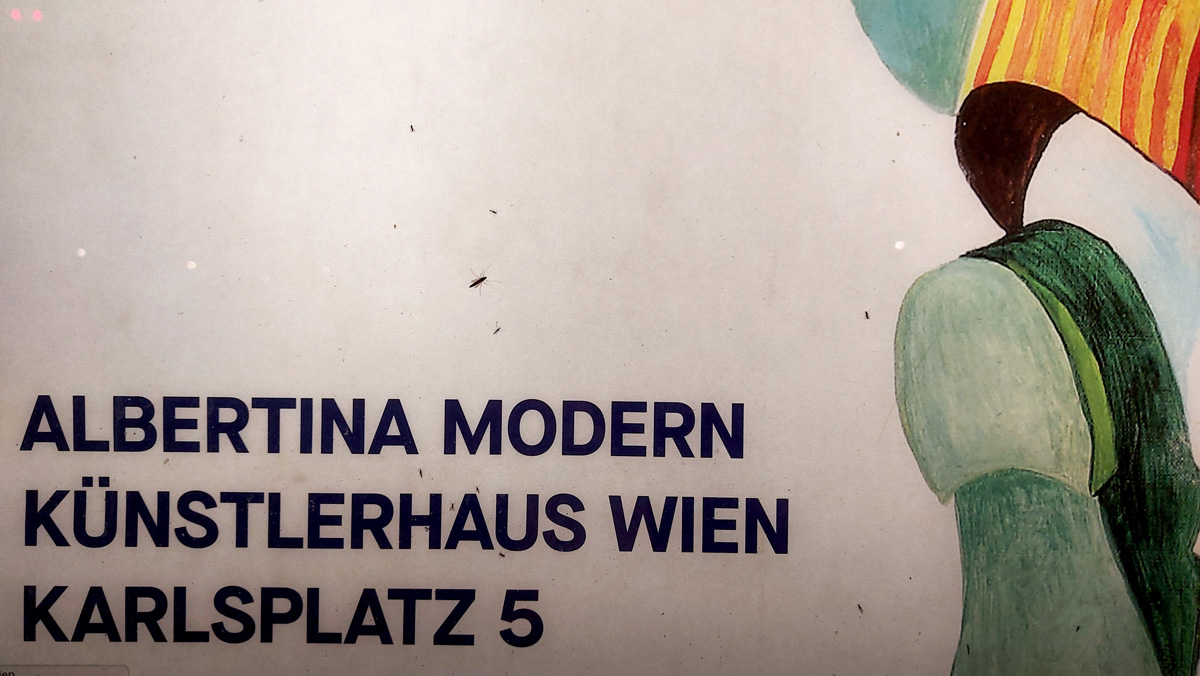 ALBERTINA MODERN
KÜNSTLERHAUS WIEN
KARLSPLATZ 5